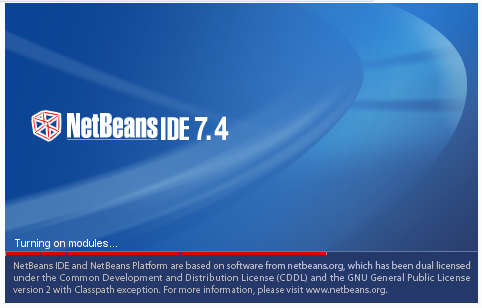 NetBeans IDE 7.4
Turning on modules...
NetBeans IDE and NetBeans Platform are based on software from netbeans.org, which has been dual licensed
under the Common Development and Distribution License (CDDL) and the GNU General Public License
version 2 with Classpath exception. For more information, please visit www.netbeans.org.